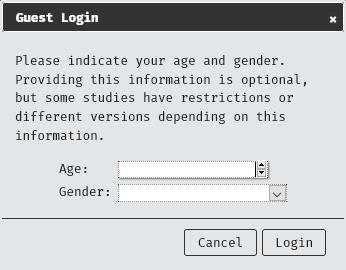 Guest Login
Please indicate your age and gender.
Providing this information is optional,
but some studies have restrictions or
different versions depending on this
information.
Age:
Gender:
Cancel Login